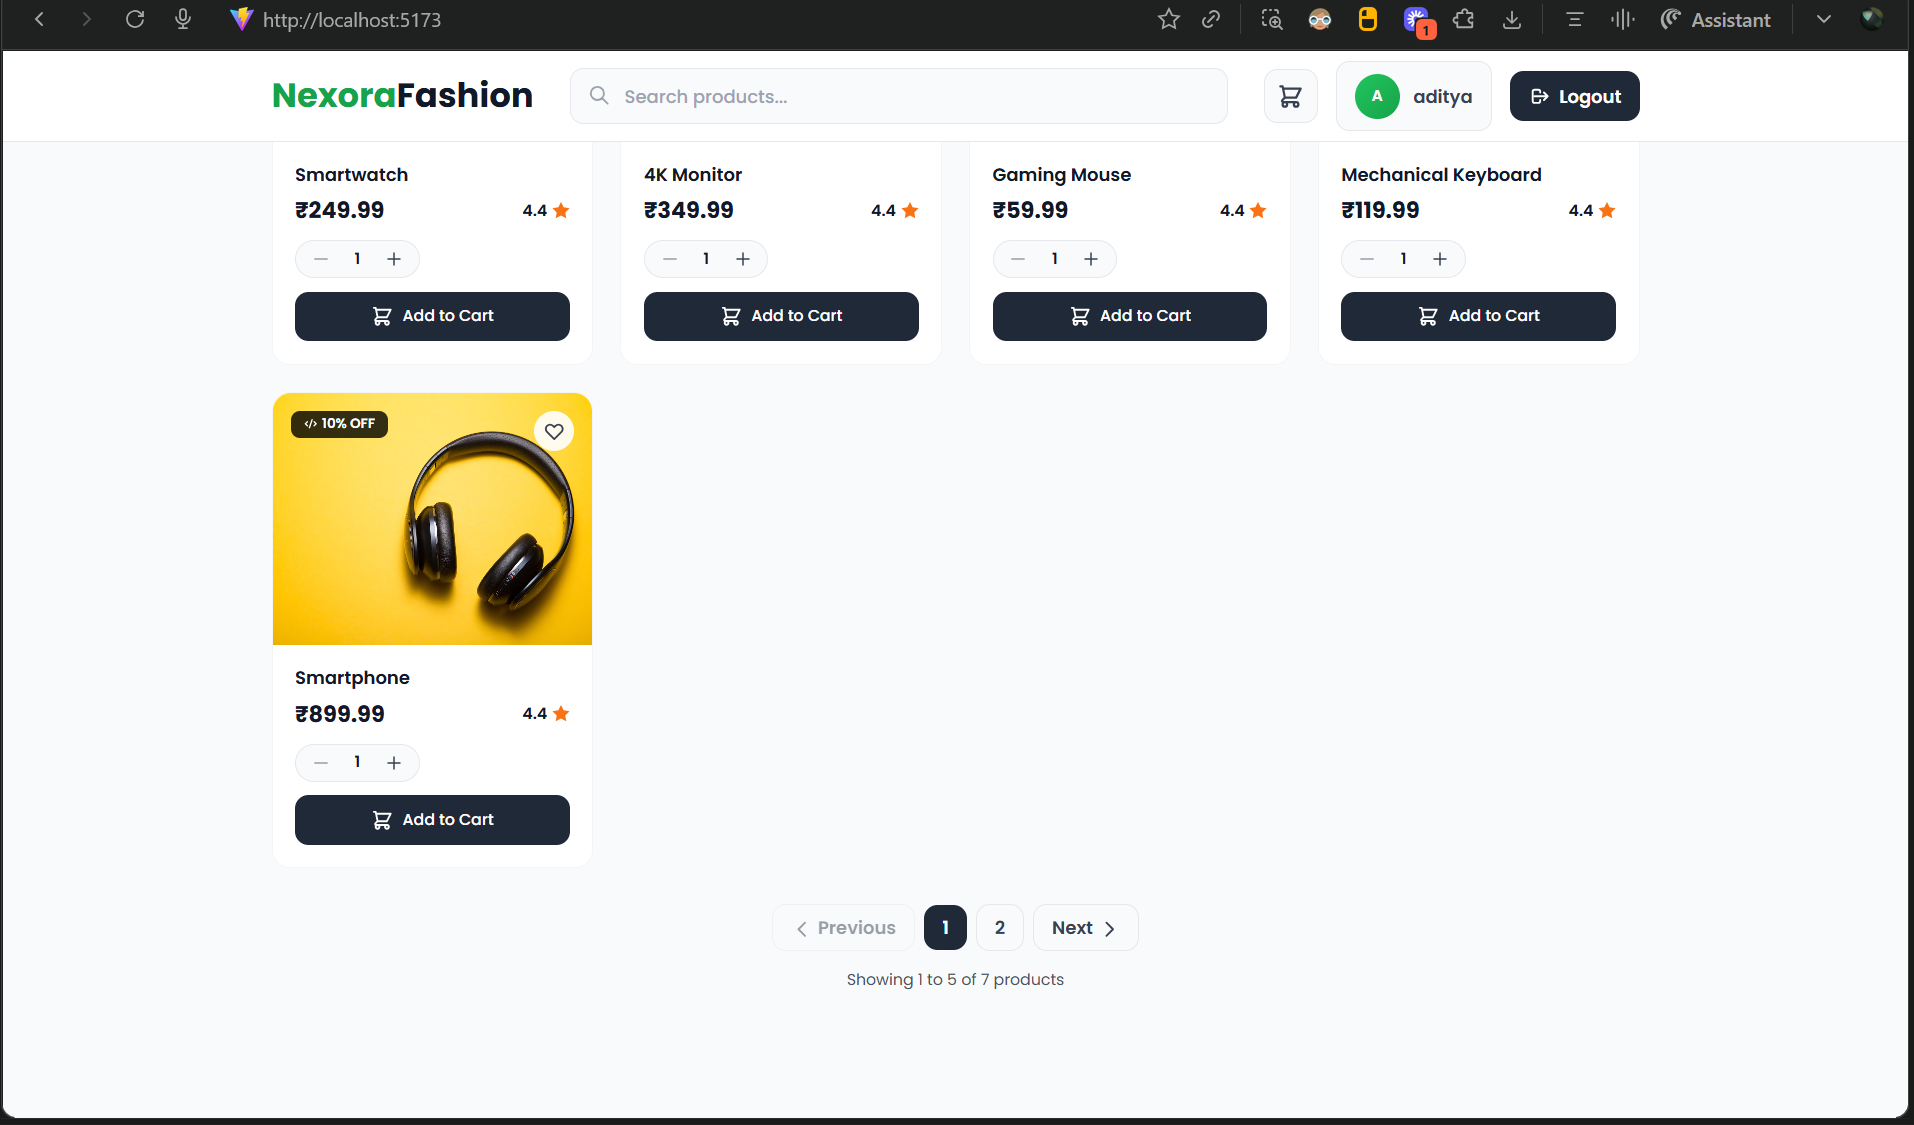 http://localhost:5173
1
Assistant
NexoraFashion
Search products...
A
aditya
Logout
Smartwatch
₹249.99
4.4
1
Add to Cart
4K Monitor
₹349.99
4.4
1
Add to Cart
Gaming Mouse
₹59.99
4.4
1
Add to Cart
Mechanical Keyboard
₹119.99
4.4
1
Add to Cart
10% OFF
Smartphone
₹899.99
4.4
1
Add to Cart
Previous
1
2
Next
Showing 1 to 5 of 7 products